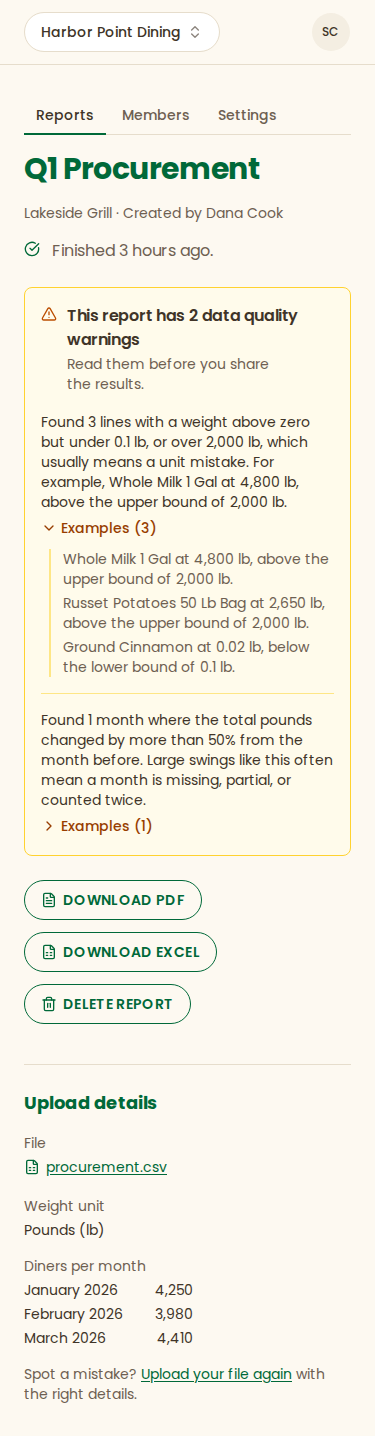 Harbor Point Dining
SC
Reports Members Settings
Q1 Procurement
Lakeside Grill · Created by Dana Cook
Finished 3 hours ago.
This report has 2 data quality
warnings
Read them before you share
the results.
Found 3 lines with a weight above zero
but under 0.1 lb, or over 2,000 lb, which
usually means a unit mistake. For
example, Whole Milk 1 Gal at 4,800 lb,
above the upper bound of 2,000 lb.
Examples (3)
Whole Milk 1 Gal at 4,800 lb, above the
upper bound of 2,000 lb.
Russet Potatoes 50 Lb Bag at 2,650 lb,
above the upper bound of 2,000 lb.
Ground Cinnamon at 0.02 lb, below
the lower bound of 0.1 lb.
Found 1 month where the total pounds
changed by more than 50% from the
month before. Large swings like this often
mean a month is missing, partial, or
counted twice.
Examples (1)
DOWNLOAD PDF
DOWNLOAD EXCEL
DELETE REPORT
Upload details
File
procurement.csv
Weight unit
Pounds (lb)
Diners per month
January 2026 4,250
February 2026 3,980
March 2026 4,410
Spot a mistake? Upload your file again with
the right details.